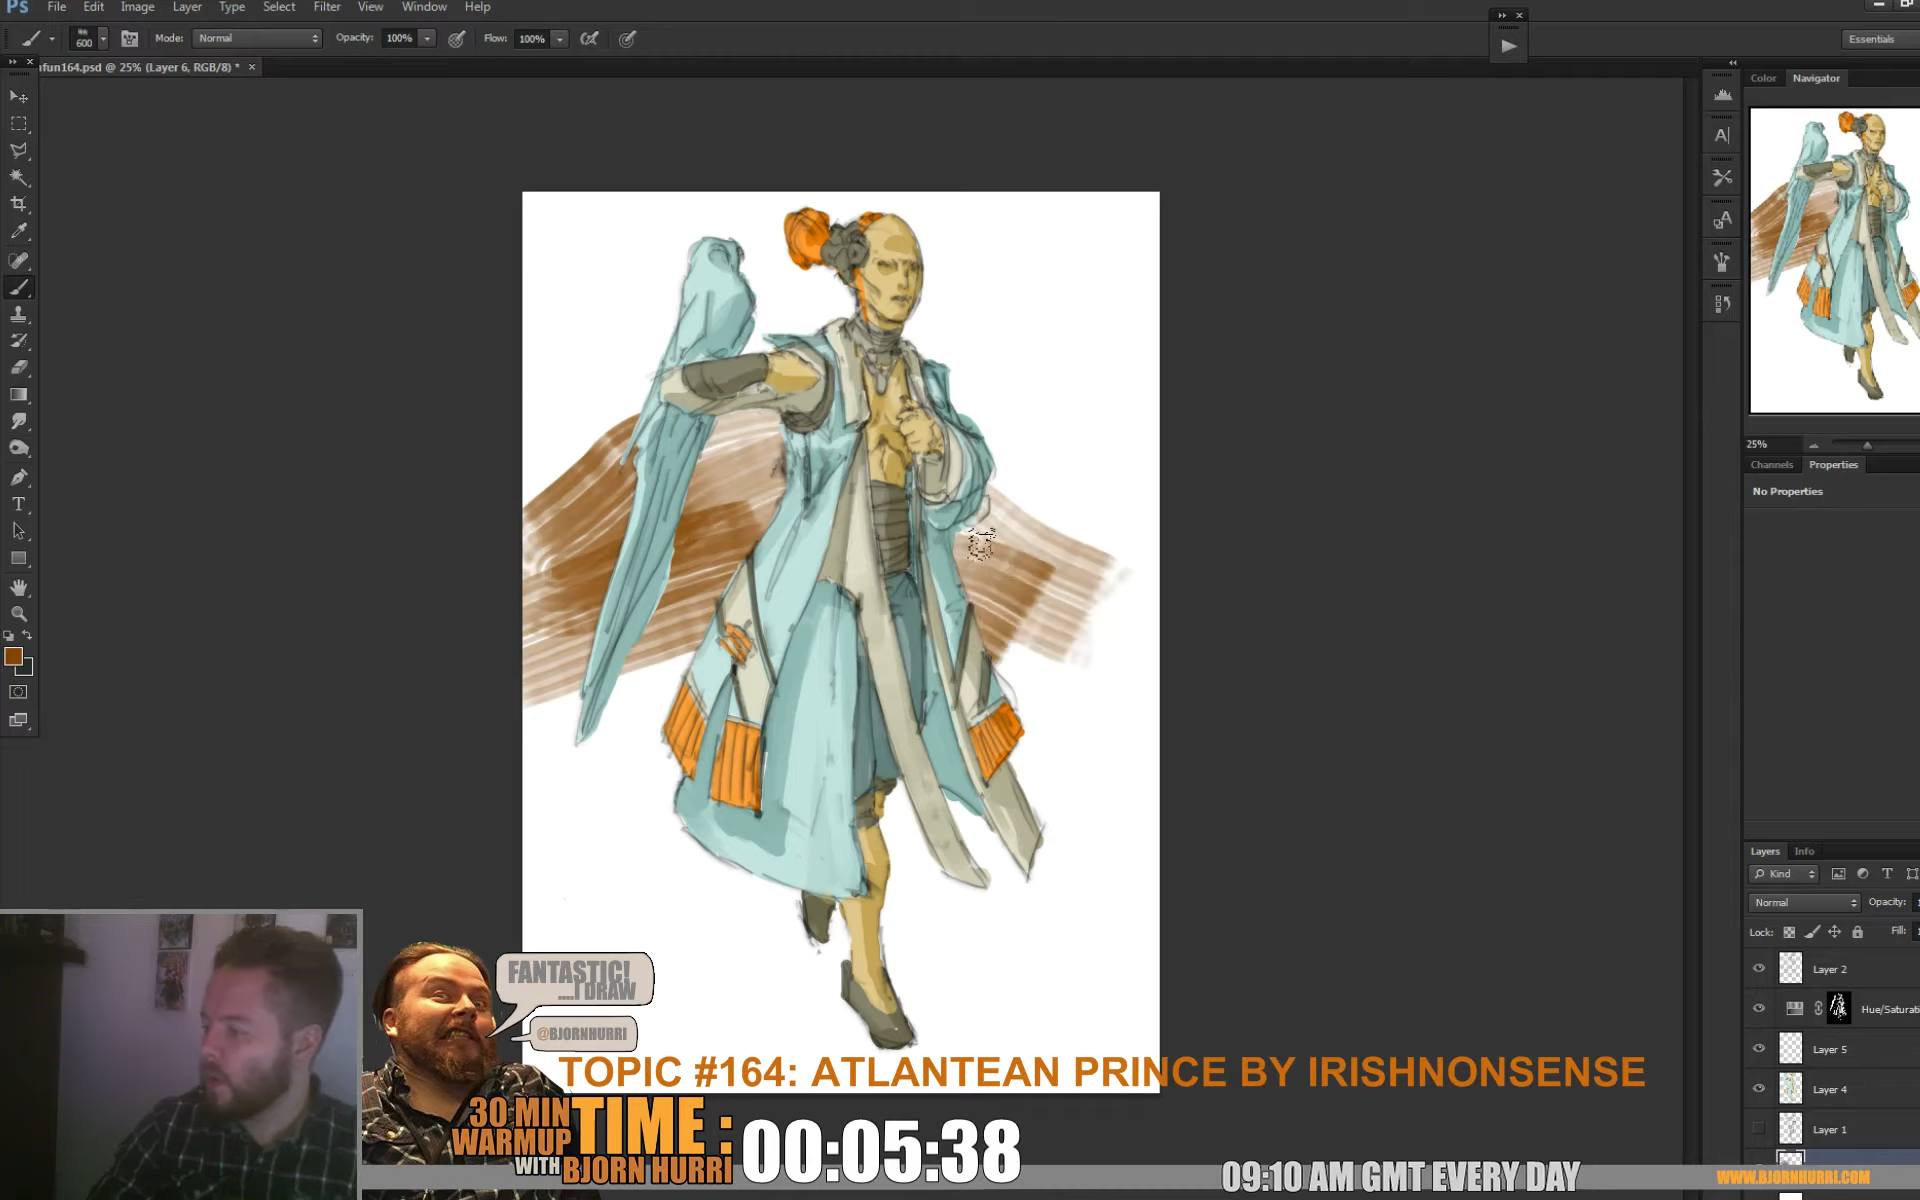 Ps File Edit Image Layer Type Select Filter View Window Help
600 Mode: Normal Opacity: 100% Flow: 100% Essentials
fun164.psd @ 25% (Layer 6, RGB/8) * ×
Color Navigator
25%
Channels Properties
No Properties
Layers Info
Kind
Normal Opacity:
Lock: Fill:
Layer 2
Hue/Saturati
Layer 5
Layer 4
Layer 1
FANTASTIC!
....I DRAW
@BJORNHURRI
TOPIC #164: ATLANTEAN PRINCE BY IRISHNONSENSE
30 MIN
WARMUP
WITH BJORN HURRI
TIME : 00:05:38
09:10 AM GMT EVERY DAY
WWW.BJORNHURRI.COM